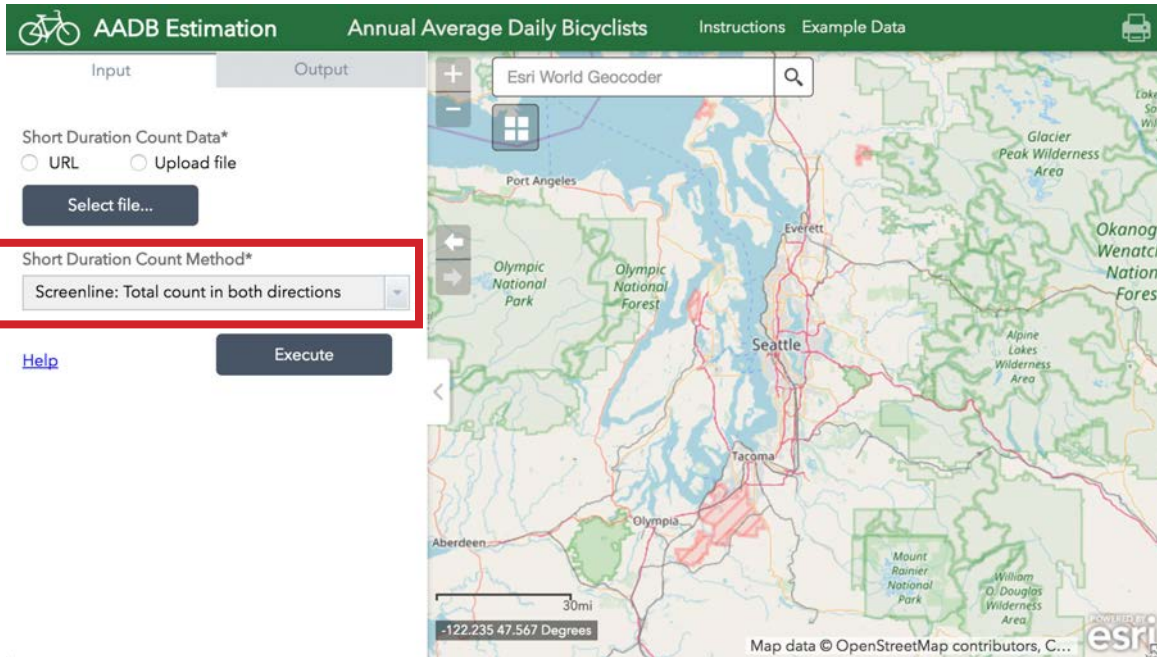 AADB Estimation
Annual Average Daily Bicyclists
Instructions
Example Data
Input
Output
Short Duration Count Data*
URL
Upload file
Select file...
Short Duration Count Method*
Screenline: Total count in both directions
Help
Execute
+
−
Esri World Geocoder
Glacier
Peak Wilderness
Area
Port Angeles
Everett
Okanog
Wenatc
Nation
Fores
Olympic
National
Park
Olympic
National
Forest
Seattle
Alpine
Lakes
Wilderness
Area
Tacoma
Olympia
Aberdeen
Mount
Rainier
National
Park
William
O. Douglas
Wilderness
Area
30mi
-122.235 47.567 Degrees
Map data © OpenStreetMap contributors, C...
POWERED BY
esri